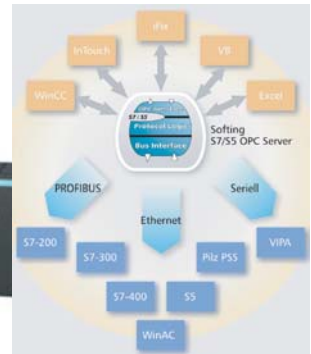 iFix
InTouch
VB
WinCC
Excel
S7/S5
Protocol Layer
Bus Interface
Softing
S7/S5 OPC Server
PROFIBUS
Ethernet
Seriell
S7-200
S7-300
S7-400
S5
Pilz PSS
VIPA
WinAC